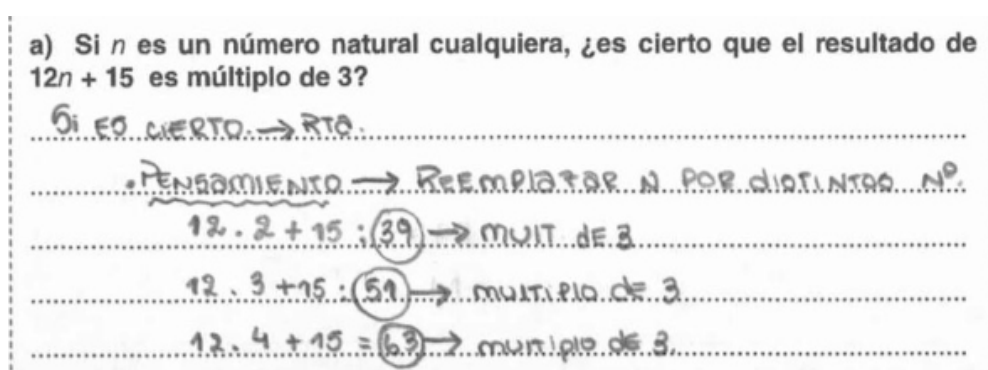 a) Si n es un número natural cualquiera, ¿es cierto que el resultado de
12n + 15 es múltiplo de 3?
Si ES CIERTO. → RTA.
. PENSAMIENTO → REEMPLAZAR N POR DISTINTOS Nº.
12 . 2 + 15 : 39 → MULT DE 3
12 . 3 + 15 : 51 → MULTIPLO DE 3
12 . 4 + 15 = 63 → MULTIPLO DE 3.